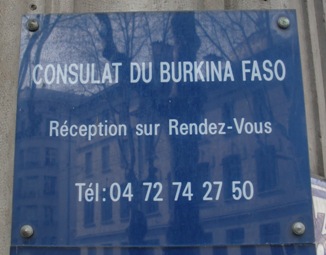 CONSULAT DU BURKINA FASO
Réception sur Rendez-Vous
Tél: 04 72 74 27 50